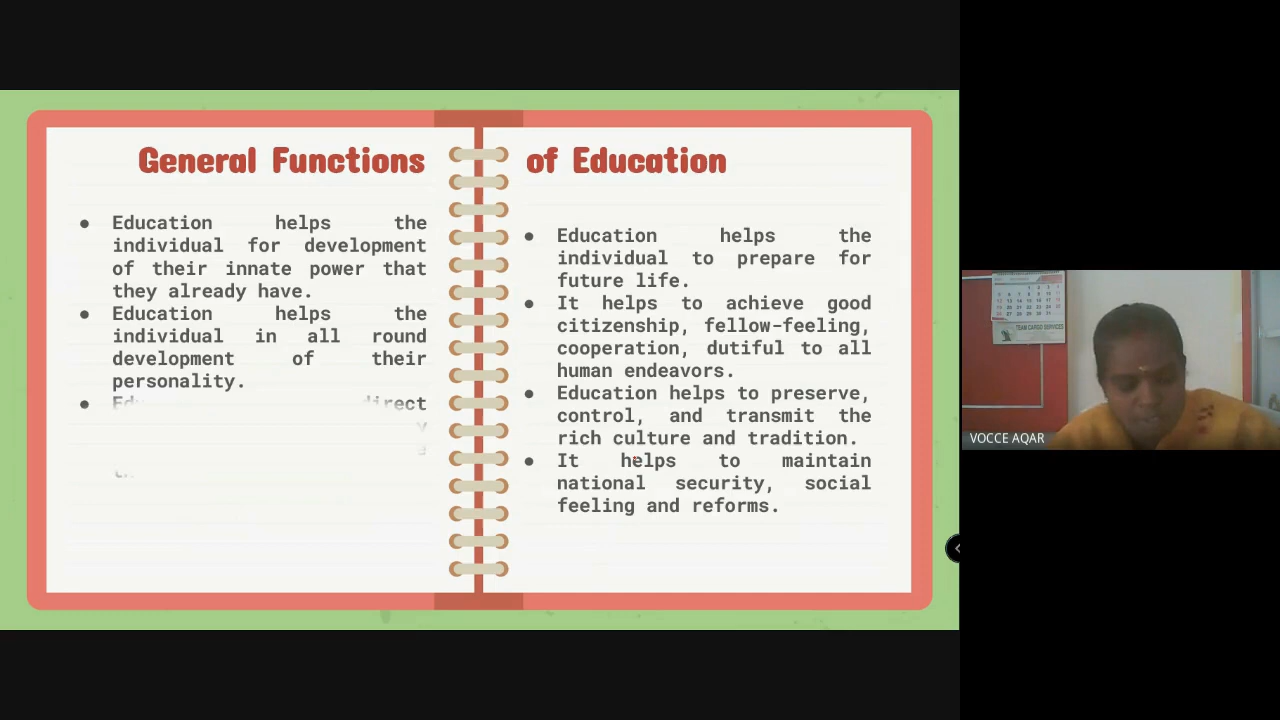 General Functions of Education
● Education helps the
individual for development
of their innate power that
they already have.
● Education helps the
individual in all round
development of their
personality.
● direct
● Education helps the
individual to prepare for
future life.
● It helps to achieve good
citizenship, fellow-feeling,
cooperation, dutiful to all
human endeavors.
● Education helps to preserve,
control, and transmit the
rich culture and tradition.
● It helps to maintain
national security, social
feeling and reforms.
TEAM CARGO SERVICES
VOCCE AQAR